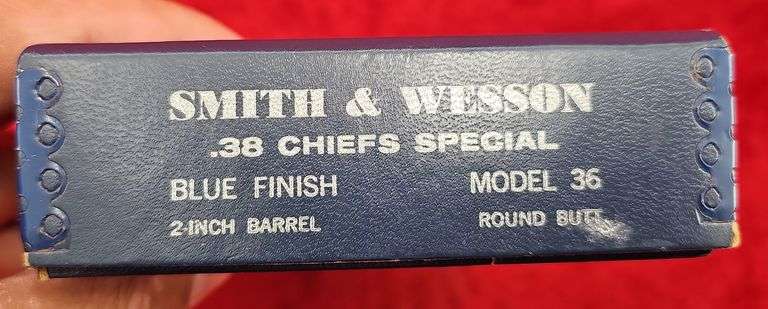 SMITH & WESSON
.38 CHIEFS SPECIAL
BLUE FINISH MODEL 36
2-INCH BARREL ROUND BUTT